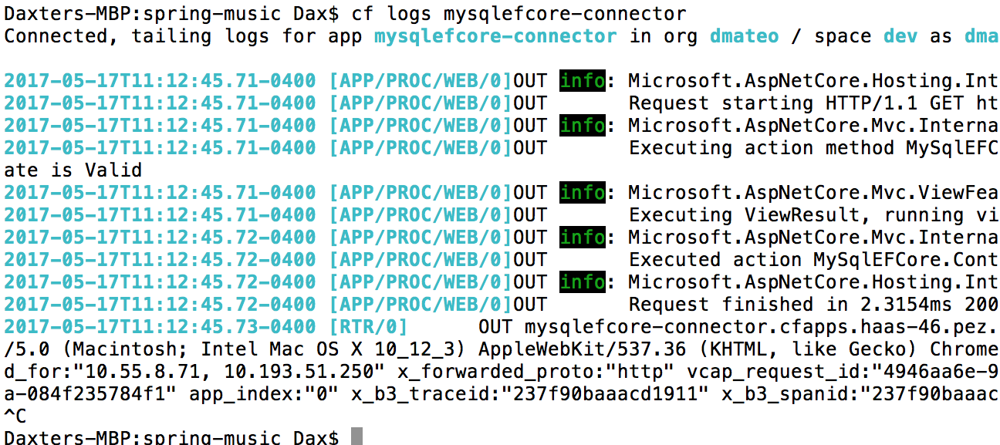 Daxters-MBP:spring-music Dax$ cf logs mysqlefcore-connector
Connected, tailing logs for app mysqlefcore-connector in org dmateo / space dev as dma
2017-05-17T11:12:45.71-0400 [APP/PROC/WEB/0]OUT info: Microsoft.AspNetCore.Hosting.Int
2017-05-17T11:12:45.71-0400 [APP/PROC/WEB/0]OUT       Request starting HTTP/1.1 GET ht
2017-05-17T11:12:45.71-0400 [APP/PROC/WEB/0]OUT info: Microsoft.AspNetCore.Mvc.Interna
2017-05-17T11:12:45.71-0400 [APP/PROC/WEB/0]OUT       Executing action method MySqlEFC
ate is Valid
2017-05-17T11:12:45.71-0400 [APP/PROC/WEB/0]OUT info: Microsoft.AspNetCore.Mvc.ViewFea
2017-05-17T11:12:45.71-0400 [APP/PROC/WEB/0]OUT       Executing ViewResult, running vi
2017-05-17T11:12:45.72-0400 [APP/PROC/WEB/0]OUT info: Microsoft.AspNetCore.Mvc.Interna
2017-05-17T11:12:45.72-0400 [APP/PROC/WEB/0]OUT       Executed action MySqlEFCore.Cont
2017-05-17T11:12:45.72-0400 [APP/PROC/WEB/0]OUT info: Microsoft.AspNetCore.Hosting.Int
2017-05-17T11:12:45.72-0400 [APP/PROC/WEB/0]OUT       Request finished in 2.3154ms 200
2017-05-17T11:12:45.73-0400 [RTR/0]      OUT mysqlefcore-connector.cfapps.haas-46.pez.
/5.0 (Macintosh; Intel Mac OS X 10_12_3) AppleWebKit/537.36 (KHTML, like Gecko) Chrome
d_for:"10.55.8.71, 10.193.51.250" x_forwarded_proto:"http" vcap_request_id:"4946aa6e-9
a-084f235784f1" app_index:"0" x_b3_traceid:"237f90baaacd1911" x_b3_spanid:"237f90baaac
^C
Daxters-MBP:spring-music Dax$